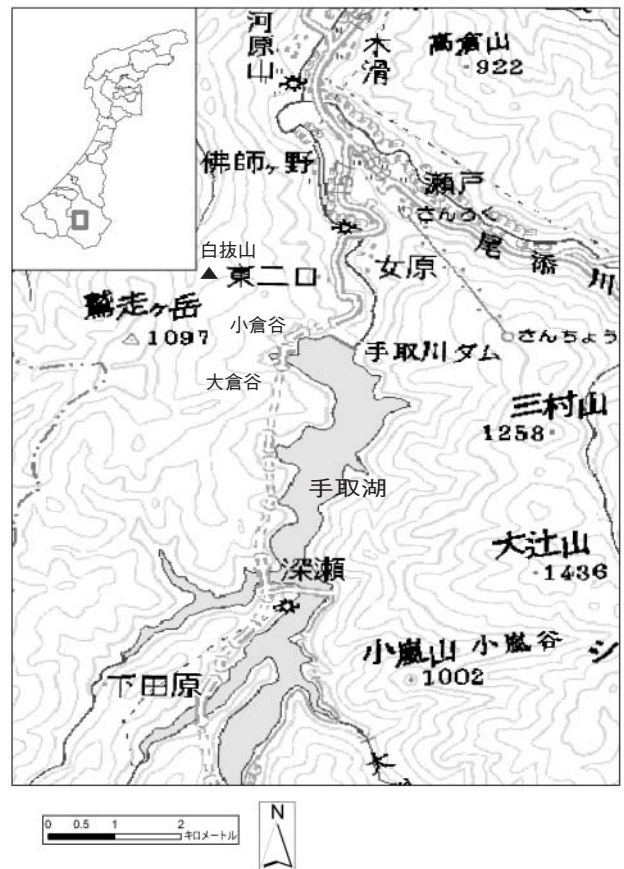 河原山
木滑
高倉山
922
佛師ヶ野
瀬戸
さんろく
尾添川
白抜山
東二口
女原
鷲走ヶ岳
1097
小倉谷
さんちょう
手取川ダム
大倉谷
三村山
1258
手取湖
大辻山
1436
深瀬
小嵐山
小嵐谷
シ
1002
下田原
0 0.5 1 2
キロメートル
N